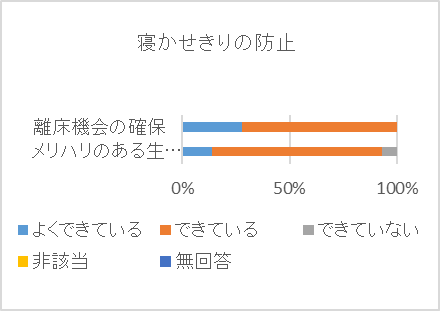 寝かせきりの防止
離床機会の確保
メリハリのある生…
0% 50% 100%
よくできている できている できていない
非該当 無回答